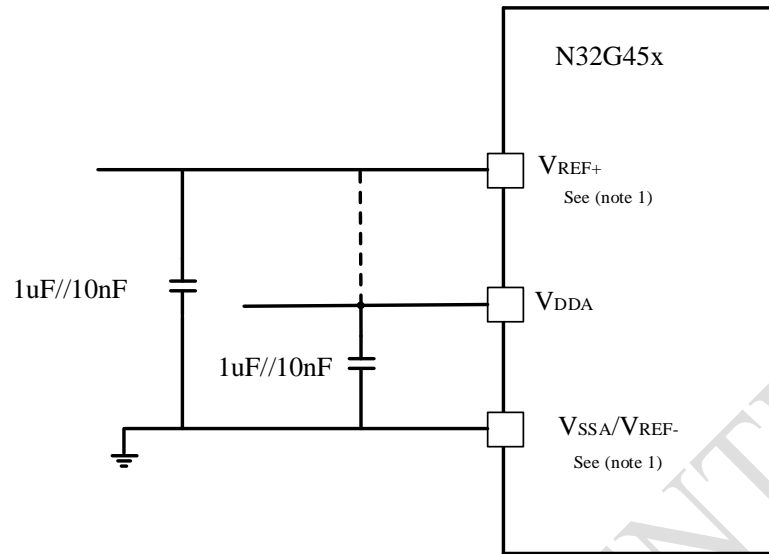 N32G45x
VREF+
See (note 1)
1uF//10nF
VDDA
1uF//10nF
VSSA/VREF-
See (note 1)